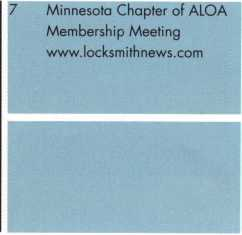 7 Minnesota Chapter of ALOA
Membership Meeting
www.locksmithnews.com